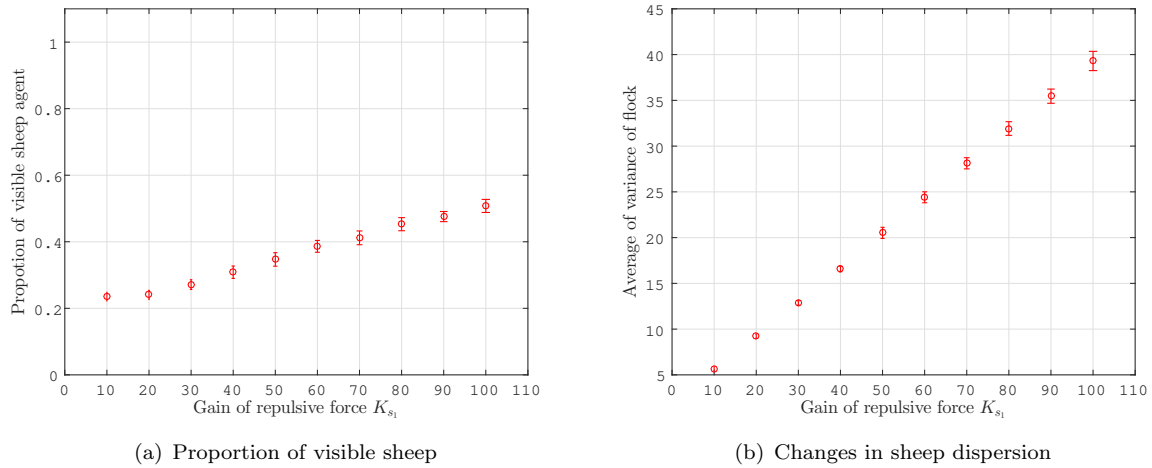 Propotion of visible sheep agent
1
0.8
0.6
0.4
0.2
0
0 10 20 30 40 50 60 70 80 90 100 110
Gain of repulsive force K_{s_1}
(a) Proportion of visible sheep
Average of variance of flock
45
40
35
30
25
20
15
10
5
0 10 20 30 40 50 60 70 80 90 100 110
Gain of repulsive force K_{s_1}
(b) Changes in sheep dispersion